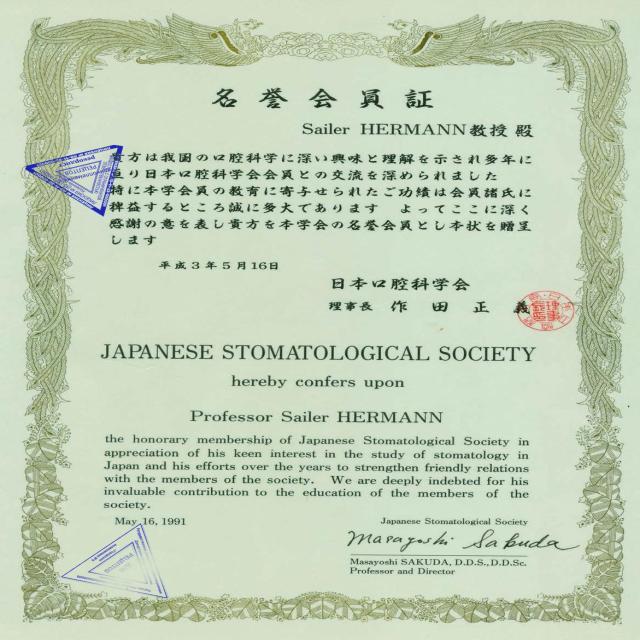 名誉会員証
Sailer HERMANN教授 殿
貴方は我国の口腔科学に深い興味と理解を示され多年に
亘り日本口腔科学会会員との交流を深められました
特に本学会員の教育に寄与せられたご功績は会員諸氏に
裨益するところ誠に多大であります よってここに深く
感謝の意を表し貴方を本学会の名誉会員とし本状を贈呈
します
平成3年5月16日
日本口腔科学会
理事長 作田正義
JAPANESE STOMATOLOGICAL SOCIETY
hereby confers upon
Professor Sailer HERMANN
the honorary membership of Japanese Stomatological Society in
appreciation of his keen interest in the study of stomatology in
Japan and his efforts over the years to strengthen friendly relations
with the members of the society. We are deeply indebted for his
invaluable contribution to the education of the members of the
society.
May 16, 1991
Japanese Stomatological Society
Masayoshi Sakuda
Masayoshi SAKUDA, D.D.S., D.D.Sc.
Professor and Director